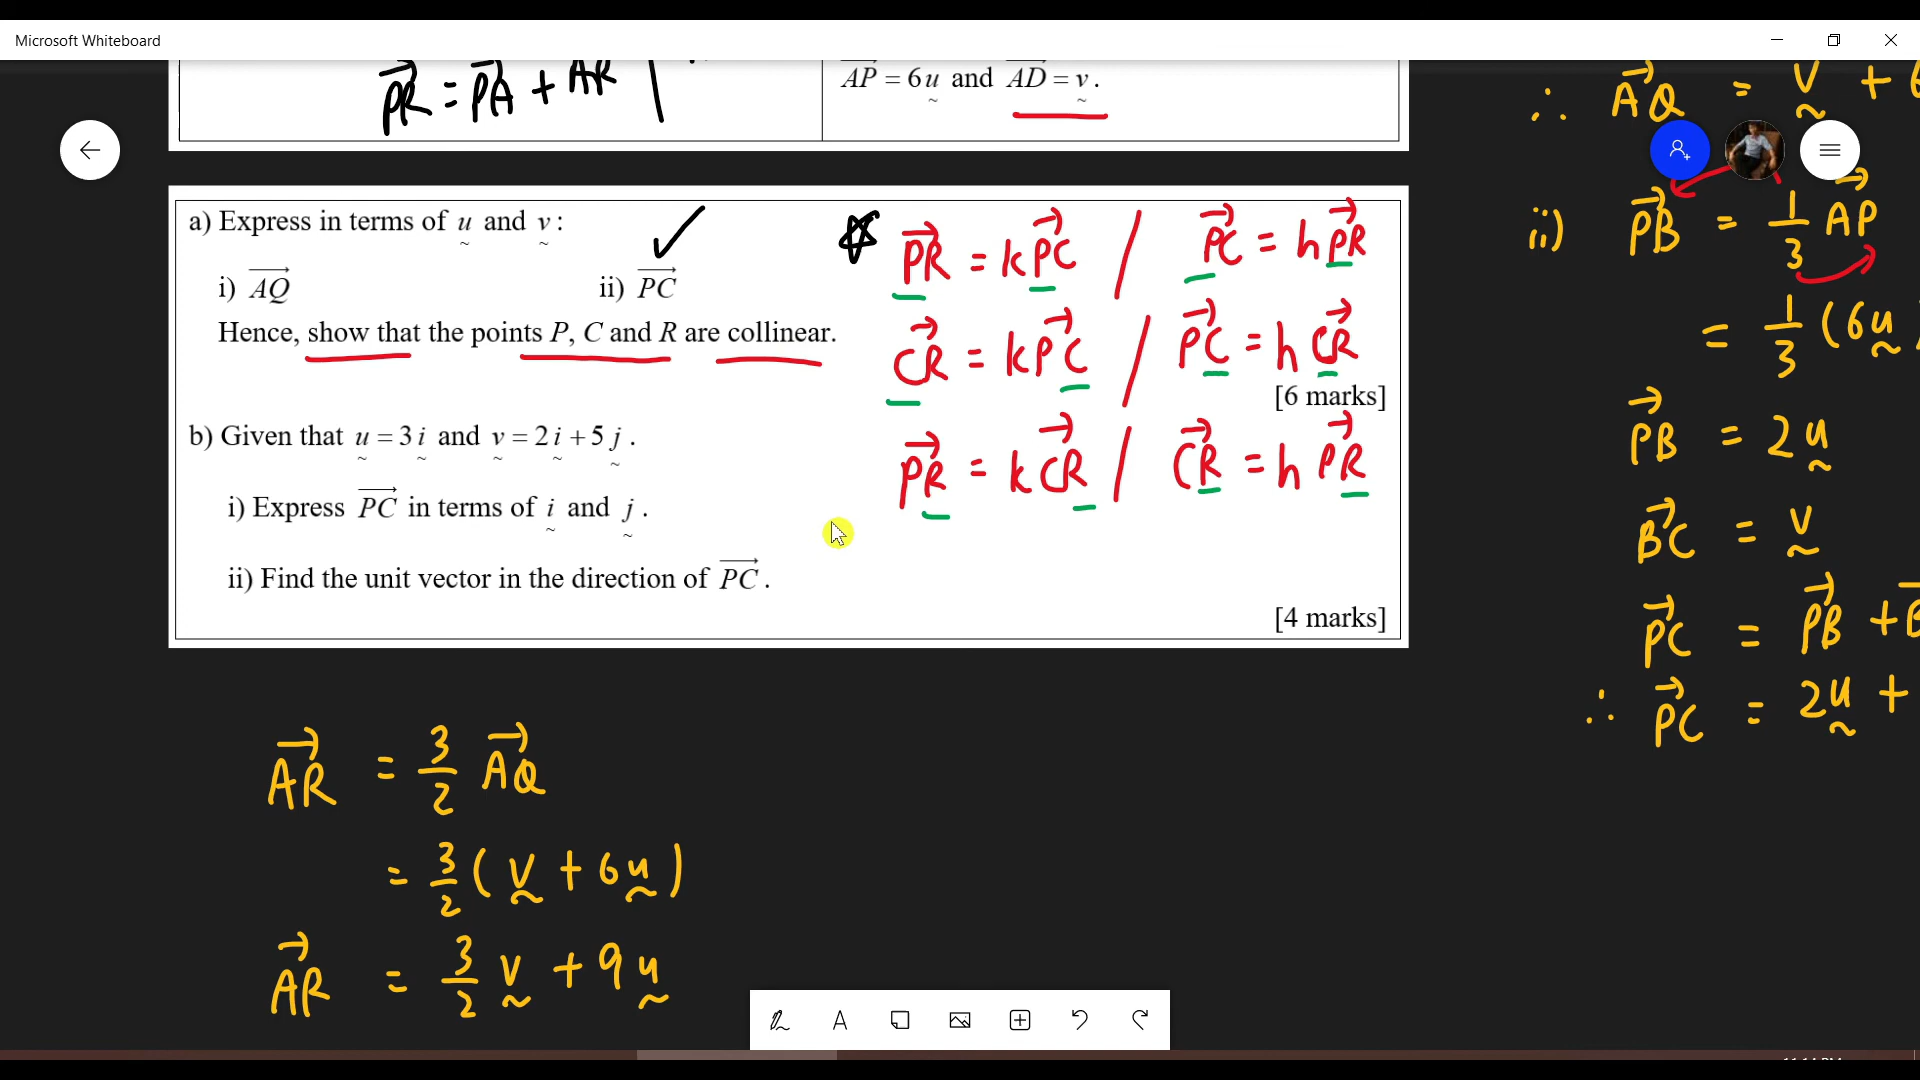 Microsoft Whiteboard
PR = PA + AR
AP = 6u and AD = v.
∴ AQ = v +
a) Express in terms of u and v:
i) AQ ii) PC
Hence, show that the points P, C and R are collinear.
[6 marks]
PR = kPC / PC = hPR
CR = kPC / PC = hCR
PR = kCR / CR = hPR
b) Given that u = 3i and v = 2i + 5j.
i) Express PC in terms of i and j.
ii) Find the unit vector in the direction of PC.
[4 marks]
ii) PB = 1/3 AP
= 1/3 (6u
PB = 2u
BC = v
PC = PB +
∴ PC = 2u +
AR = 3/2 AQ
= 3/2 (v + 6u)
AR = 3/2 v + 9u